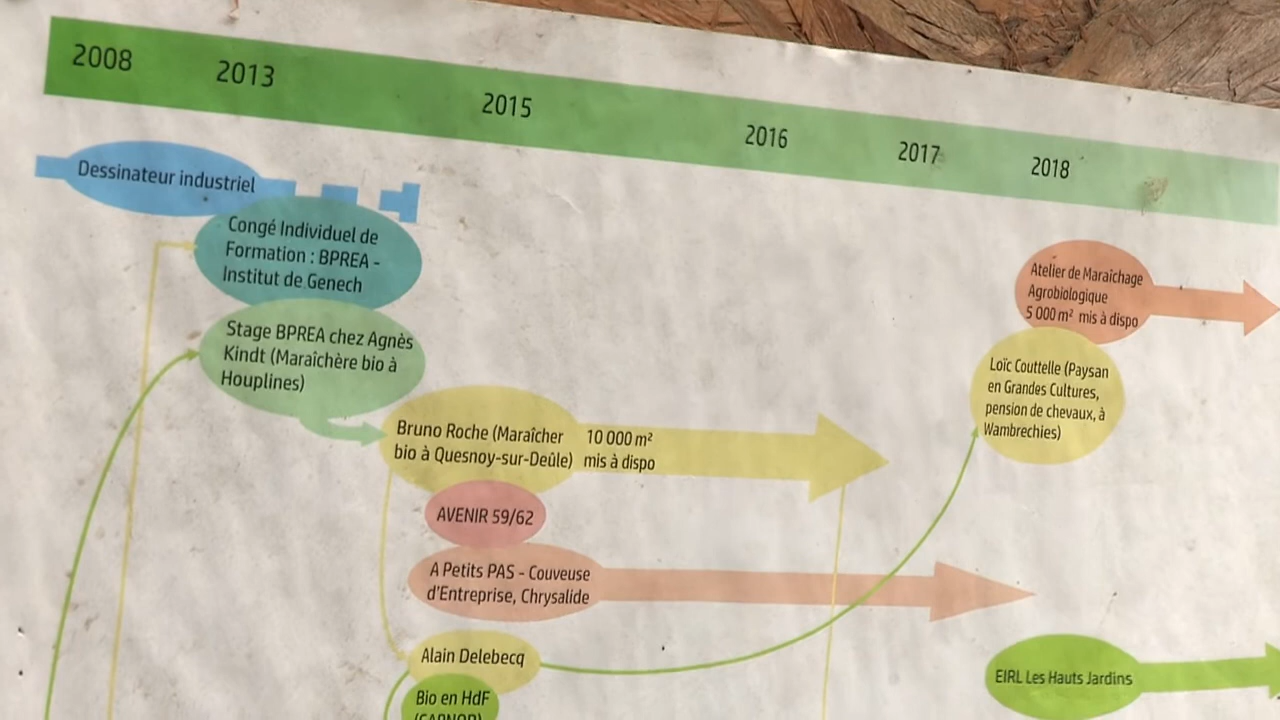 2008
2013
2015
2016
2017
2018
Dessinateur industriel
Congé Individuel de
Formation : BPREA -
Institut de Genech
Stage BPREA chez Agnès
Kindt (Maraîchère bio à
Houplines)
Bruno Roche (Maraîcher
bio à Quesnoy-sur-Deûle)
10 000 m²
mis à dispo
AVENIR 59/62
A Petits PAS - Couveuse
d'Entreprise, Chrysalide
Alain Delebecq
Bio en HdF
(GABNOR)
Atelier de Maraîchage
Agrobiologique
5 000 m² mis à dispo
Loïc Couttelle (Paysan
en Grandes Cultures,
pension de chevaux, à
Wambrechies)
EIRL Les Hauts Jardins